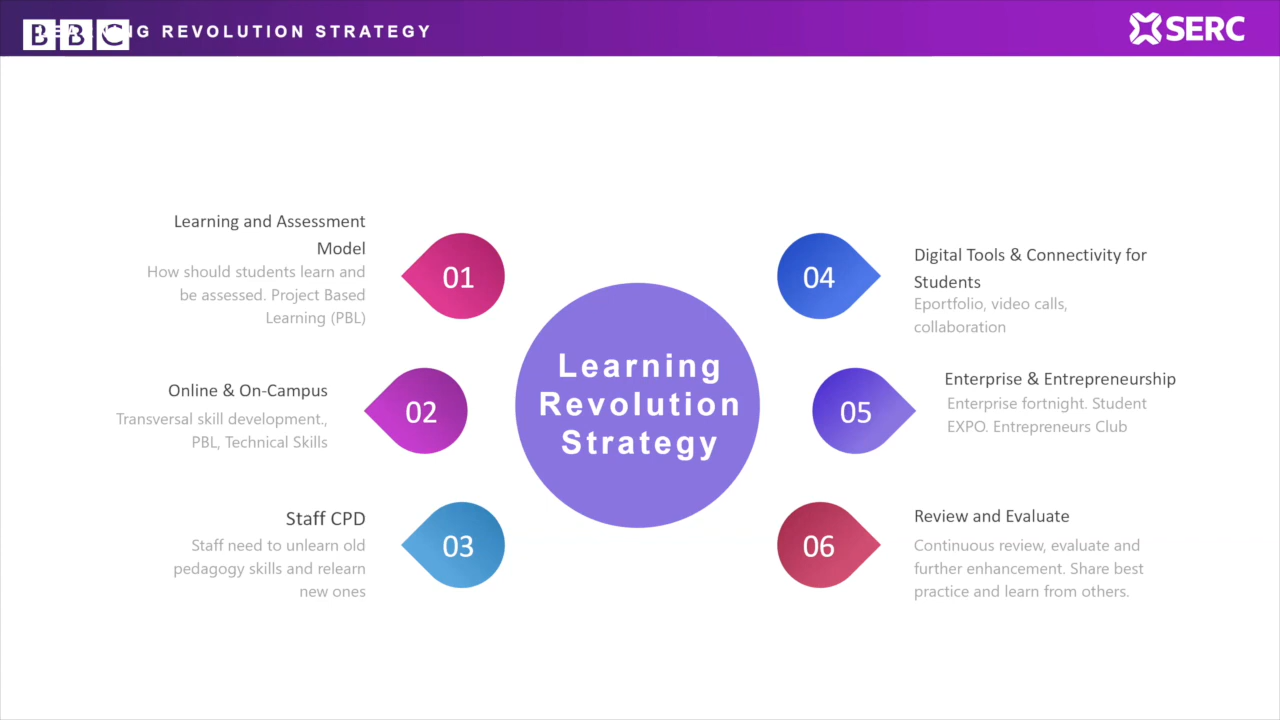 BBC
LEARNING REVOLUTION STRATEGY
SERC
Learning and Assessment
Model
How should students learn and
be assessed. Project Based
Learning (PBL)
01
Online & On-Campus
Transversal skill development.,
PBL, Technical Skills
02
Staff CPD
Staff need to unlearn old
pedagogy skills and relearn
new ones
03
Learning
Revolution
Strategy
04
Digital Tools & Connectivity for
Students
Eportfolio, video calls,
collaboration
05
Enterprise & Entrepreneurship
Enterprise fortnight. Student
EXPO. Entrepreneurs Club
06
Review and Evaluate
Continuous review, evaluate and
further enhancement. Share best
practice and learn from others.